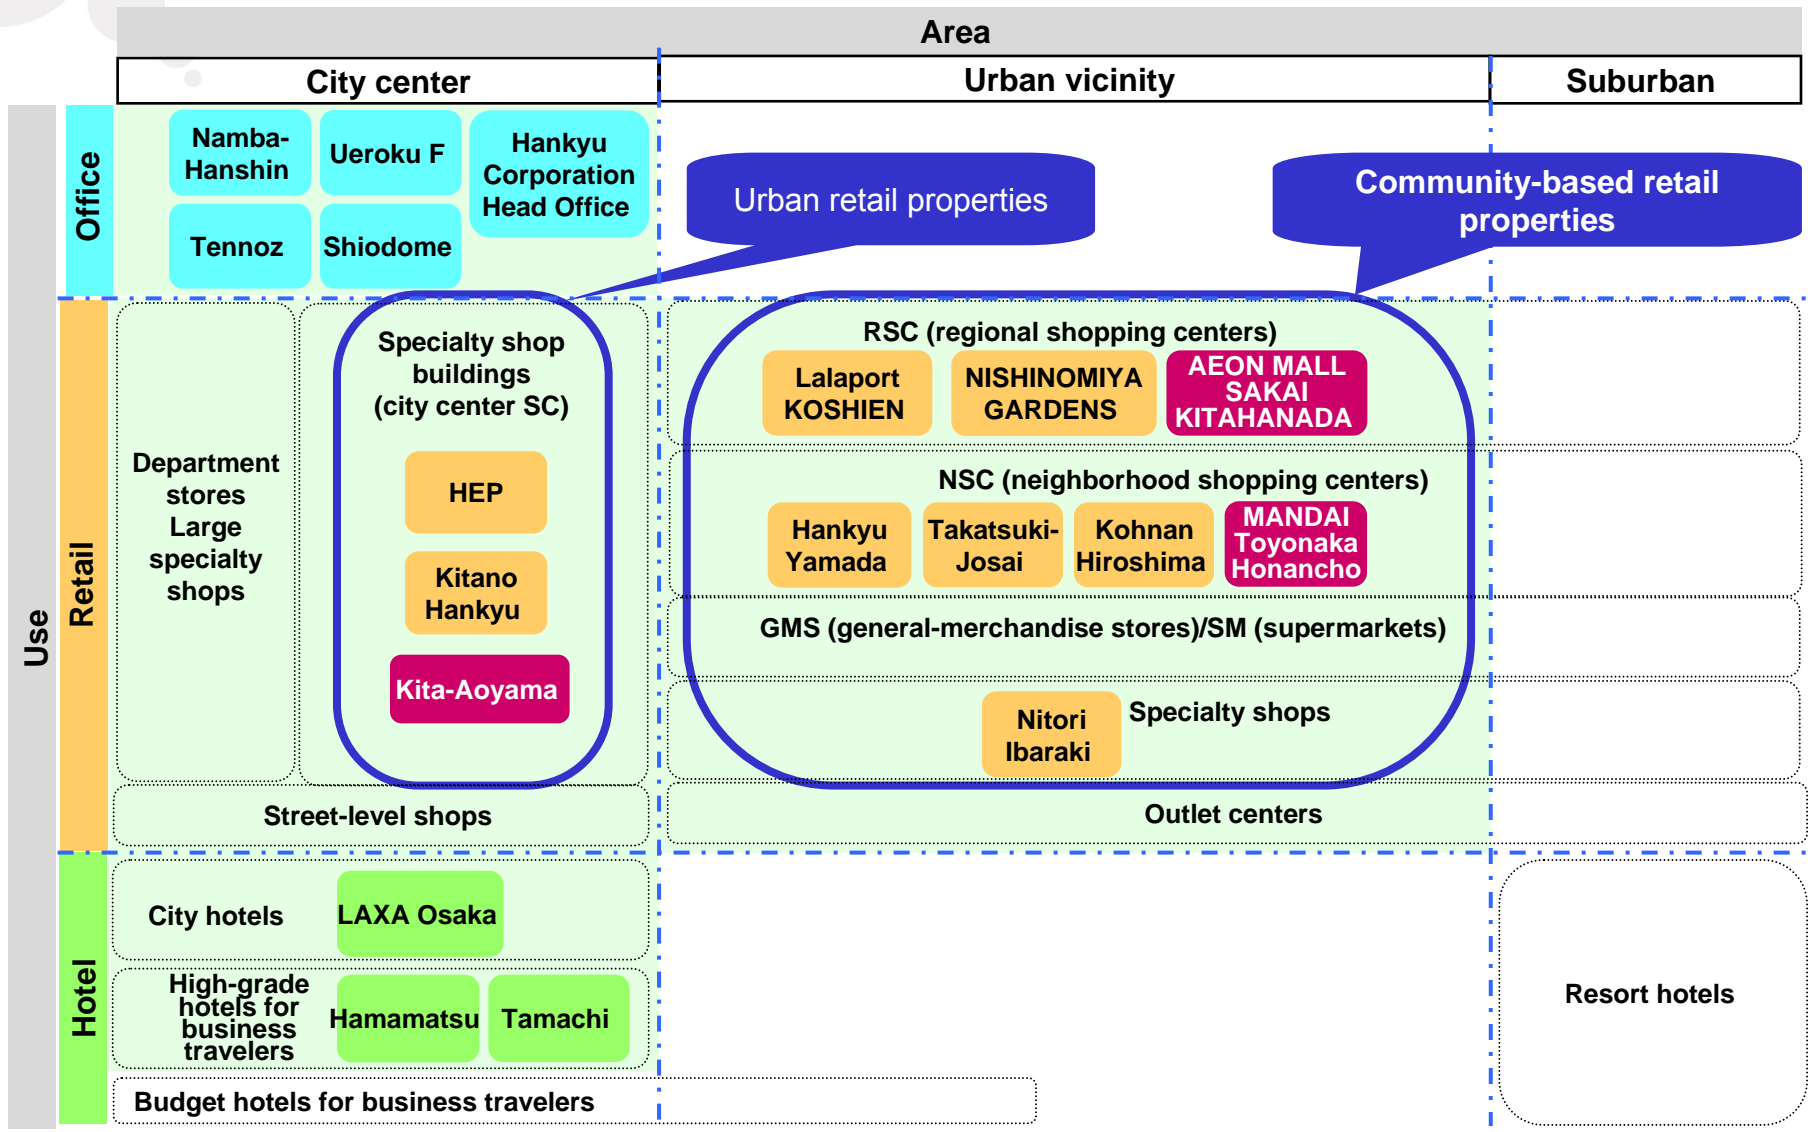 Area
City center
Urban vicinity
Suburban
Use
Office
Namba-
Hanshin
Ueroku F
Hankyu
Corporation
Head Office
Tennoz
Shiodome
Urban retail properties
Community-based retail
properties
Retail
Department
stores
Large
specialty
shops
Specialty shop
buildings
(city center SC)
HEP
Kitano
Hankyu
Kita-Aoyama
Street-level shops
RSC (regional shopping centers)
Lalaport
KOSHIEN
NISHINOMIYA
GARDENS
AEON MALL
SAKAI
KITAHANADA
NSC (neighborhood shopping centers)
Hankyu
Yamada
Takatsuki-
Josai
Kohnan
Hiroshima
MANDAI
Toyonaka
Honancho
GMS (general-merchandise stores)/SM (supermarkets)
Nitori
Ibaraki
Specialty shops
Outlet centers
Hotel
City hotels
LAXA Osaka
High-grade
hotels for
business
travelers
Hamamatsu
Tamachi
Budget hotels for business travelers
Resort hotels